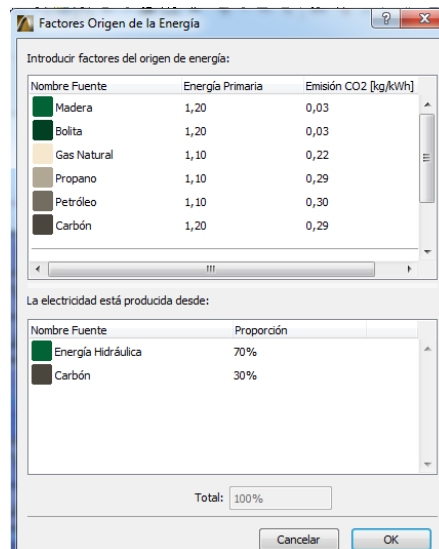 Factores Origen de la Energía
Introducir factores del origen de energía:
Nombre Fuente Energía Primaria Emisión CO2 [kg/kWh]
Madera 1,20 0,03
Bolita 1,20 0,03
Gas Natural 1,10 0,22
Propano 1,10 0,29
Petróleo 1,10 0,30
Carbón 1,20 0,29
La electricidad está producida desde:
Nombre Fuente Proporción
Energía Hidráulica 70%
Carbón 30%
Total: 100%
Cancelar OK